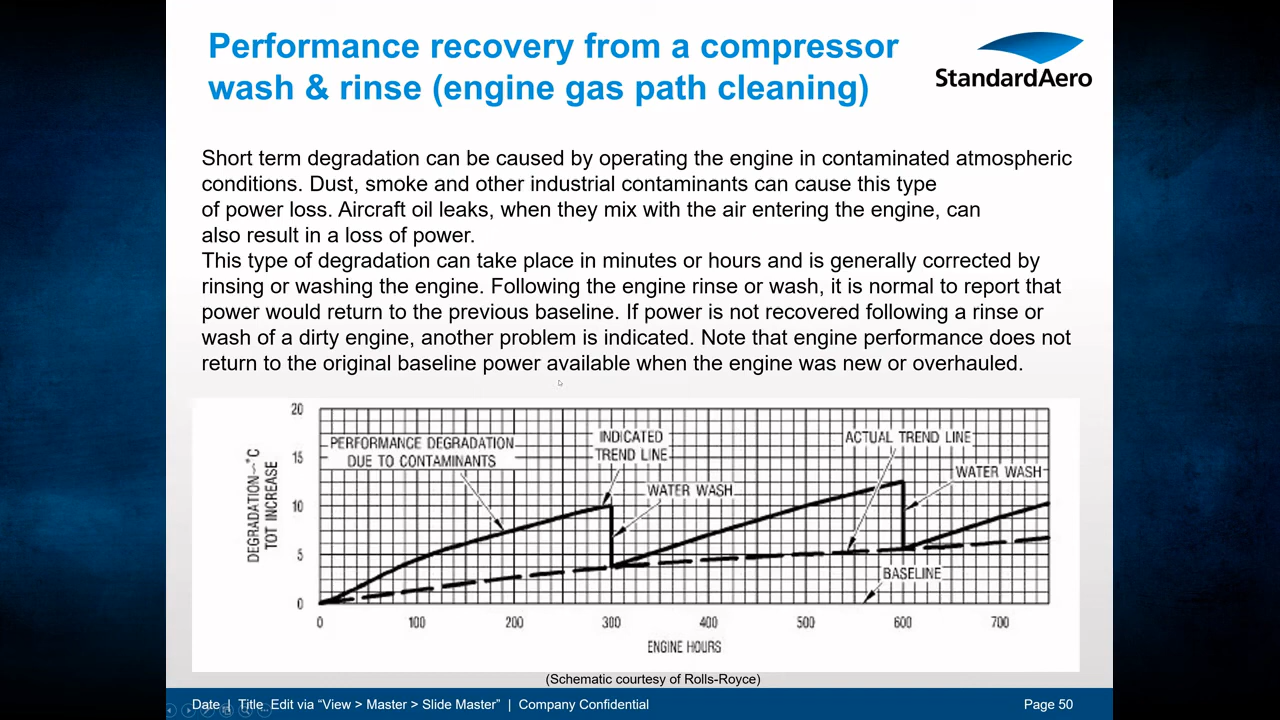 Performance recovery from a compressor
wash & rinse (engine gas path cleaning)
StandardAero
Short term degradation can be caused by operating the engine in contaminated atmospheric
conditions. Dust, smoke and other industrial contaminants can cause this type
of power loss. Aircraft oil leaks, when they mix with the air entering the engine, can
also result in a loss of power.
This type of degradation can take place in minutes or hours and is generally corrected by
rinsing or washing the engine. Following the engine rinse or wash, it is normal to report that
power would return to the previous baseline. If power is not recovered following a rinse or
wash of a dirty engine, another problem is indicated. Note that engine performance does not
return to the original baseline power available when the engine was new or overhauled.
DEGRADATION~°C
TOT INCREASE
20
15
10
5
0
PERFORMANCE DEGRADATION
DUE TO CONTAMINANTS
INDICATED
TREND LINE
WATER WASH
ACTUAL TREND LINE
WATER WASH
BASELINE
0 100 200 300 400 500 600 700
ENGINE HOURS
(Schematic courtesy of Rolls-Royce)
Date | Title Edit via “View > Master > Slide Master” | Company Confidential
Page 50